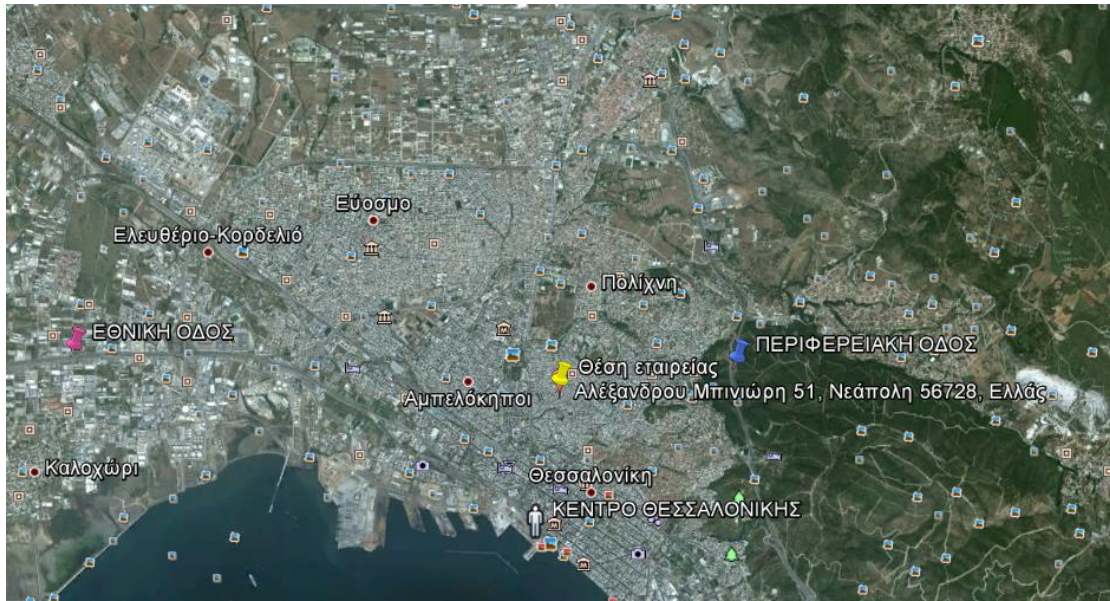 Εύοσμο
Ελευθέριο-Κορδελιό
Πολίχνη
ΕΘΝΙΚΗ ΟΔΟΣ
ΠΕΡΙΦΕΡΕΙΑΚΗ ΟΔΟΣ
Θέση εταιρείας
Αλέξανδρου Μπινιώρη 51, Νεάπολη 56728, Ελλάς
Αμπελόκηποι
Καλοχώρι
Θεσσαλονίκη
ΚΕΝΤΡΟ ΘΕΣΣΑΛΟΝΙΚΗΣ